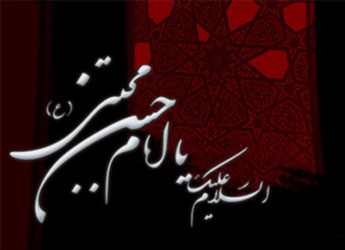 السلام علیک
یا امام حسن مجتبی (ع)